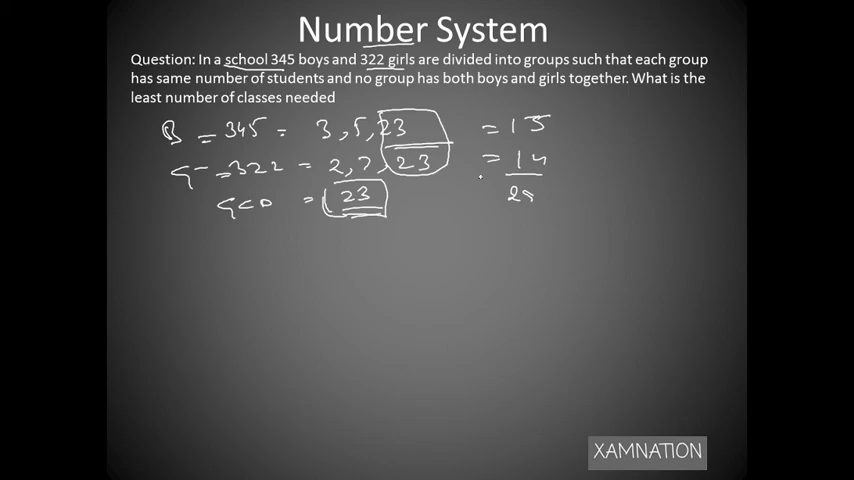 Number System
Question: In a school 345 boys and 322 girls are divided into groups such that each group
has same number of students and no group has both boys and girls together. What is the
least number of classes needed
B = 345 = 3, 5, 23 = 15
G = 322 = 2, 7, 23 = 14
GCD = 23 29
XAMNATION